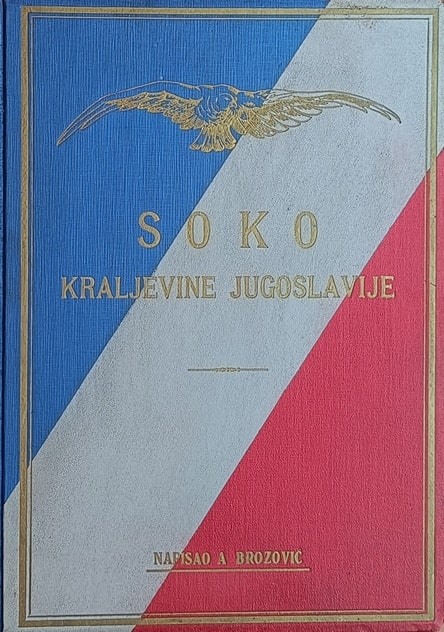 SOKO
KRALJEVINE JUGOSLAVIJE
NAPISAO A BROZOVIĆ